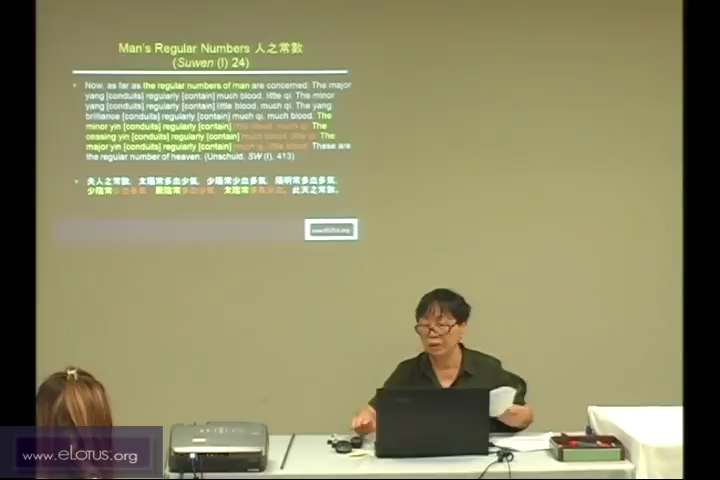 Man's Regular Numbers 人之常數
(Suwen (I) 24)
Now, as far as the regular numbers of man are concerned: The major
yang [conduits] regularly [contain] much blood, little qi. The minor
yang [conduits] regularly [contain] little blood, much qi. The yang
brilliance [conduits] regularly [contain] much qi, much blood. The
minor yin [conduits] regularly [contain] little blood, much qi. The
ceasing yin [conduits] regularly [contain] much blood, little qi. The
major yin [conduits] regularly [contain] much qi, little blood. These are
the regular number of heaven. (Unschuld, SW (I), 413)
夫人之常數, 太陽常多血少氣, 少陽常少血多氣, 陽明常多血多氣,
少陰常少血多氣, 厥陰常多血少氣, 太陰常多氣少血, 此天之常數。
www.eLotus.org
www.eLotus.org